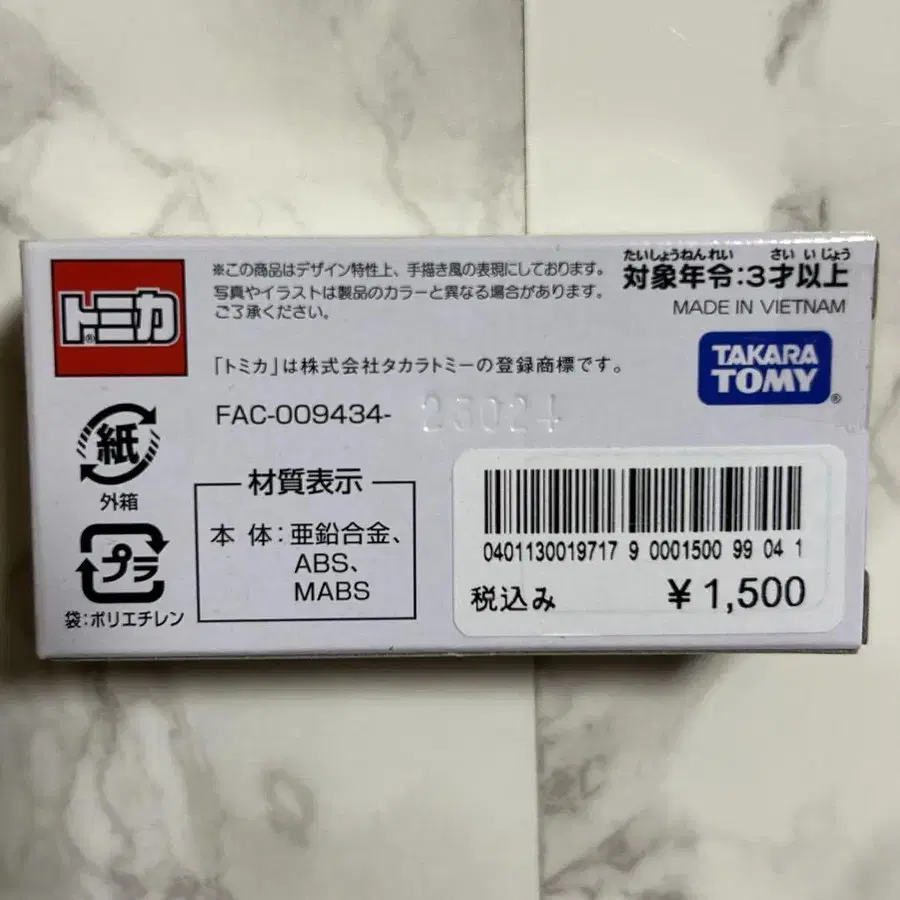 トミカ®
※この商品はデザイン特性上、手描き風の表現にしております。
写真やイラストは製品のカラーと異なる場合があります。
ご了承ください。
たいしょうねんれい さいいじょう
対象年令:3才以上
MADE IN VIETNAM
「トミカ」は株式会社タカラトミーの登録商標です。
TAKARA
TOMY®
FAC-009434-
紙
外箱
プラ
袋:ポリエチレン
材質表示
本 体:亜鉛合金、
ABS、
MABS
0401130019717 9 0001500 99 04 1
税込み ¥1,500